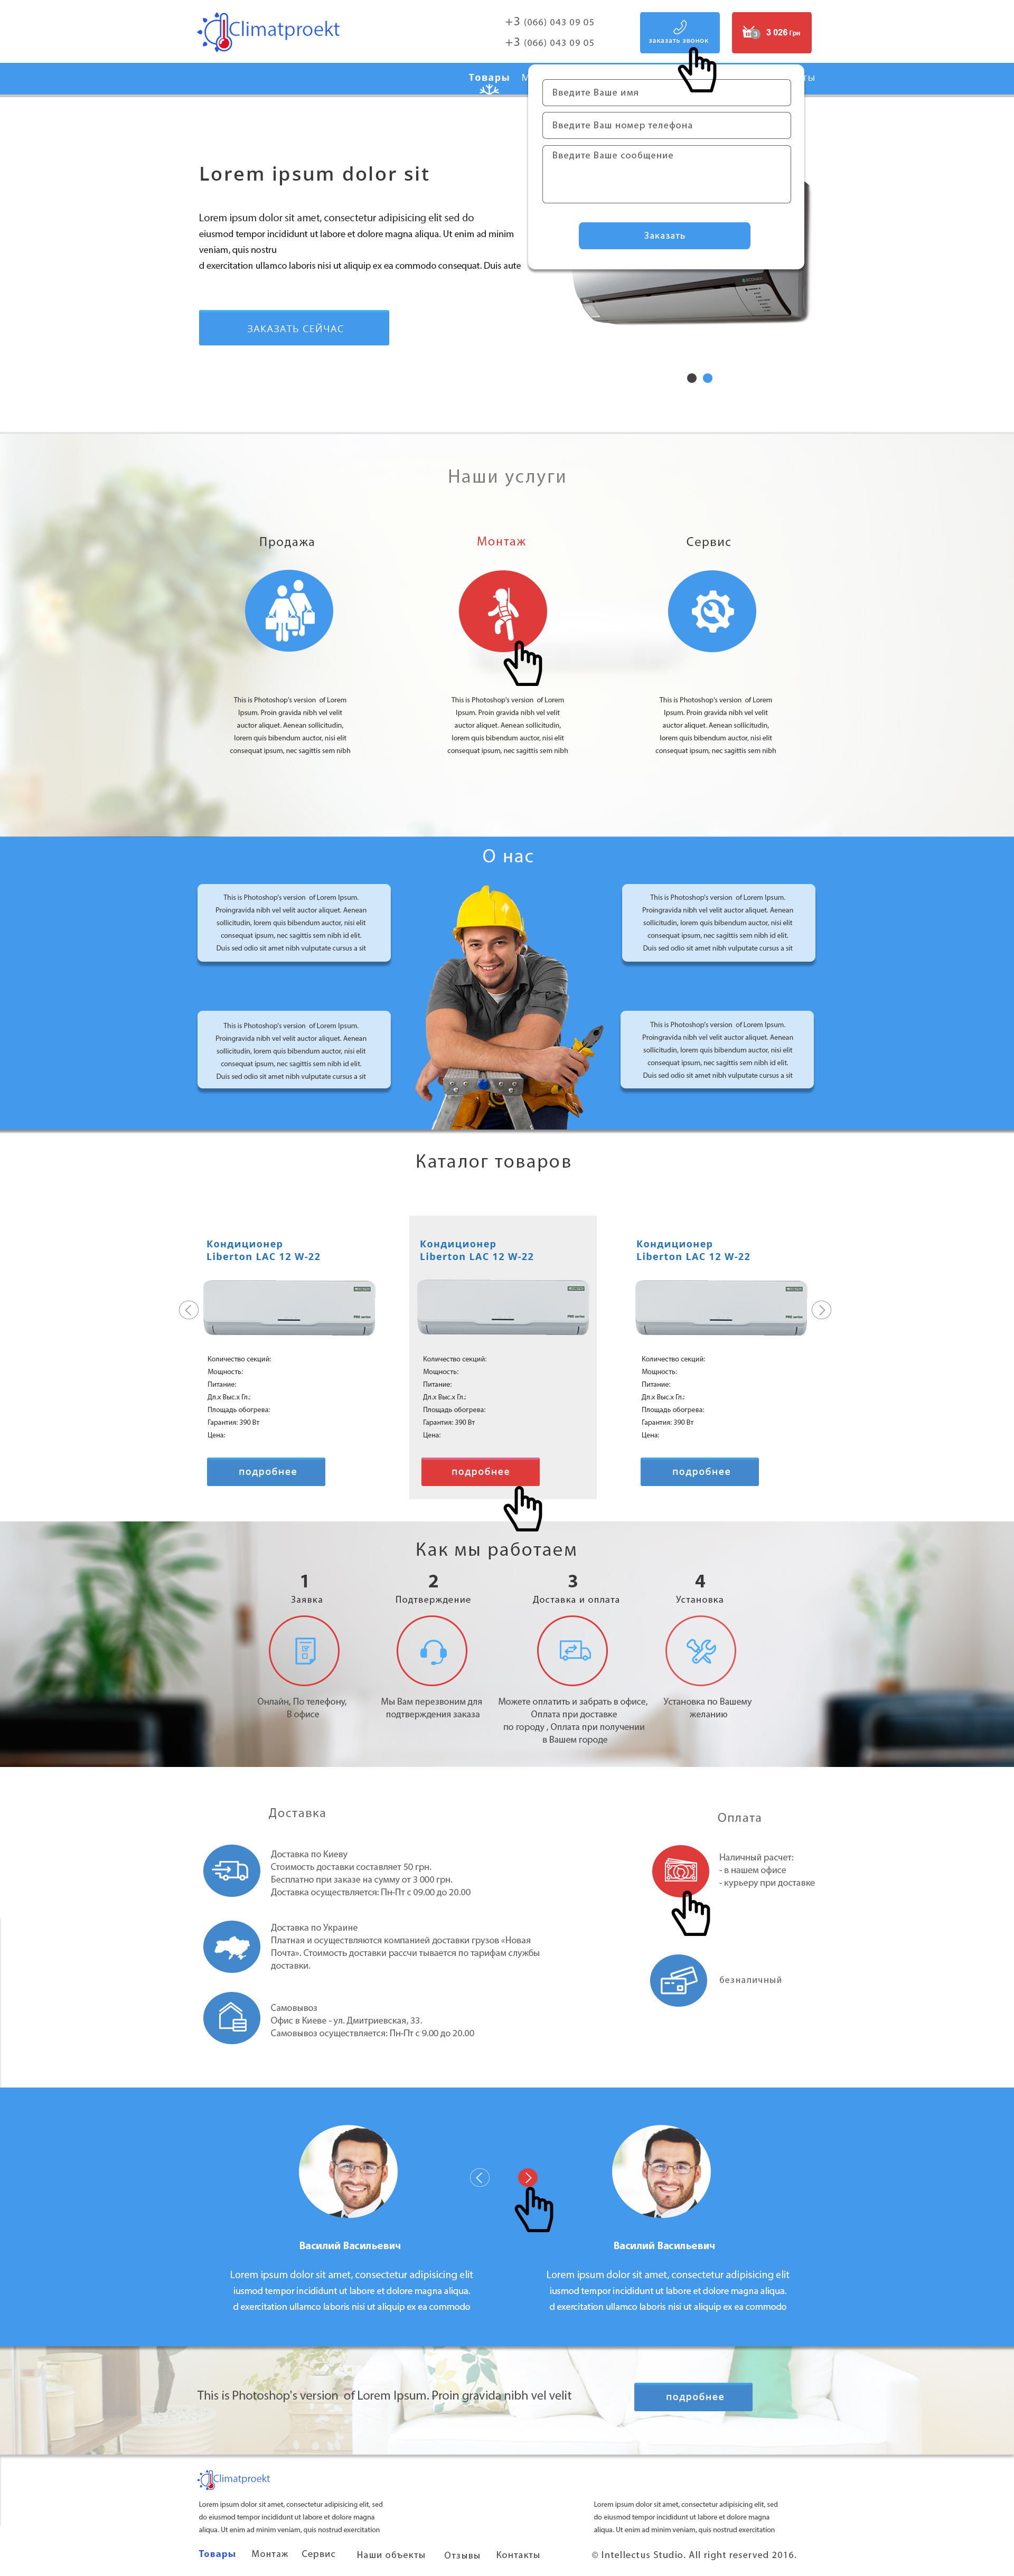 Climatproekt
+3 (066) 043 09 05
+3 (066) 043 09 05
заказать звонок
3 026 Грн
Товары
Введите Ваше имя
Введите Ваш номер телефона
Введите Ваше сообщение
Заказать
Lorem ipsum dolor sit
Lorem ipsum dolor sit amet, consectetur adipisicing elit sed do
eiusmod tempor incididunt ut labore et dolore magna aliqua. Ut enim ad minim
veniam, quis nostru
d exercitation ullamco laboris nisi ut aliquip ex ea commodo consequat. Duis aute
ЗАКАЗАТЬ СЕЙЧАС
Наши услуги
Продажа
Монтаж
Сервис
This is Photoshop's version of Lorem
Ipsum. Proin gravida nibh vel velit
auctor aliquet. Aenean sollicitudin,
lorem quis bibendum auctor, nisi elit
consequat ipsum, nec sagittis sem nibh
This is Photoshop's version of Lorem
Ipsum. Proin gravida nibh vel velit
auctor aliquet. Aenean sollicitudin,
lorem quis bibendum auctor, nisi elit
consequat ipsum, nec sagittis sem nibh
This is Photoshop's version of Lorem
Ipsum. Proin gravida nibh vel velit
auctor aliquet. Aenean sollicitudin,
lorem quis bibendum auctor, nisi elit
consequat ipsum, nec sagittis sem nibh
О нас
This is Photoshop's version of Lorem Ipsum.
Proingravida nibh vel velit auctor aliquet. Aenean
sollicitudin, lorem quis bibendum auctor, nisi elit
consequat ipsum, nec sagittis sem nibh id elit.
Duis sed odio sit amet nibh vulputate cursus a sit
This is Photoshop's version of Lorem Ipsum.
Proingravida nibh vel velit auctor aliquet. Aenean
sollicitudin, lorem quis bibendum auctor, nisi elit
consequat ipsum, nec sagittis sem nibh id elit.
Duis sed odio sit amet nibh vulputate cursus a sit
This is Photoshop's version of Lorem Ipsum.
Proingravida nibh vel velit auctor aliquet. Aenean
sollicitudin, lorem quis bibendum auctor, nisi elit
consequat ipsum, nec sagittis sem nibh id elit.
Duis sed odio sit amet nibh vulputate cursus a sit
This is Photoshop's version of Lorem Ipsum.
Proingravida nibh vel velit auctor aliquet. Aenean
sollicitudin, lorem quis bibendum auctor, nisi elit
consequat ipsum, nec sagittis sem nibh id elit.
Duis sed odio sit amet nibh vulputate cursus a sit
Каталог товаров
Кондиционер
Liberton LAC 12 W-22
PRO series
Количество секций:
Мощность:
Питание:
Дл.х Выс.х Гл.;
Площадь обогрева:
Гарантия: 390 Вт
Цена:
подробнее
Кондиционер
Liberton LAC 12 W-22
PRO series
Количество секций:
Мощность:
Питание:
Дл.х Выс.х Гл.;
Площадь обогрева:
Гарантия: 390 Вт
Цена:
подробнее
Кондиционер
Liberton LAC 12 W-22
PRO series
Количество секций:
Мощность:
Питание:
Дл.х Выс.х Гл.;
Площадь обогрева:
Гарантия: 390 Вт
Цена:
подробнее
Как мы работаем
1
Заявка
Онлайн, По телефону,
В офисе
2
Подтверждение
Мы Вам перезвоним для
подтверждения заказа
3
Доставка и оплата
Можете оплатить и забрать в офисе,
Оплата при доставке
по городу , Оплата при получении
в Вашем городе
4
Установка
Установка по Вашему
желанию
Доставка
Доставка по Киеву
Стоимость доставки составляет 50 грн.
Бесплатно при заказе на сумму от 3 000 грн.
Доставка осуществляется: Пн-Пт с 09.00 до 20.00
Доставка по Украине
Платная и осуществляются компанией доставки грузов «Новая
Почта». Стоимость доставки рассчи тывается по тарифам службы
доставки.
Самовывоз
Офис в Киеве - ул. Дмитриевская, 33.
Самовывоз осуществляется: Пн-Пт с 9.00 до 20.00
Оплата
Наличный расчет:
- в нашем офисе
- курьеру при доставке
безналичный
Василий Васильевич
Lorem ipsum dolor sit amet, consectetur adipisicing elit
iusmod tempor incididunt ut labore et dolore magna aliqua.
d exercitation ullamco laboris nisi ut aliquip ex ea commodo
Василий Васильевич
Lorem ipsum dolor sit amet, consectetur adipisicing elit
iusmod tempor incididunt ut labore et dolore magna aliqua.
d exercitation ullamco laboris nisi ut aliquip ex ea commodo
This is Photoshop's version of Lorem Ipsum. Proin gravida nibh vel velit
подробнее
Climatproekt
Lorem ipsum dolor sit amet, consectetur adipisicing elit, sed
do eiusmod tempor incididunt ut labore et dolore magna
aliqua. Ut enim ad minim veniam, quis nostrud exercitation
Lorem ipsum dolor sit amet, consectetur adipisicing elit, sed
do eiusmod tempor incididunt ut labore et dolore magna
aliqua. Ut enim ad minim veniam, quis nostrud exercitation
Товары Монтаж Сервис Наши объекты Отзывы Контакты
© Intellectus Studio. All right reserved 2016.